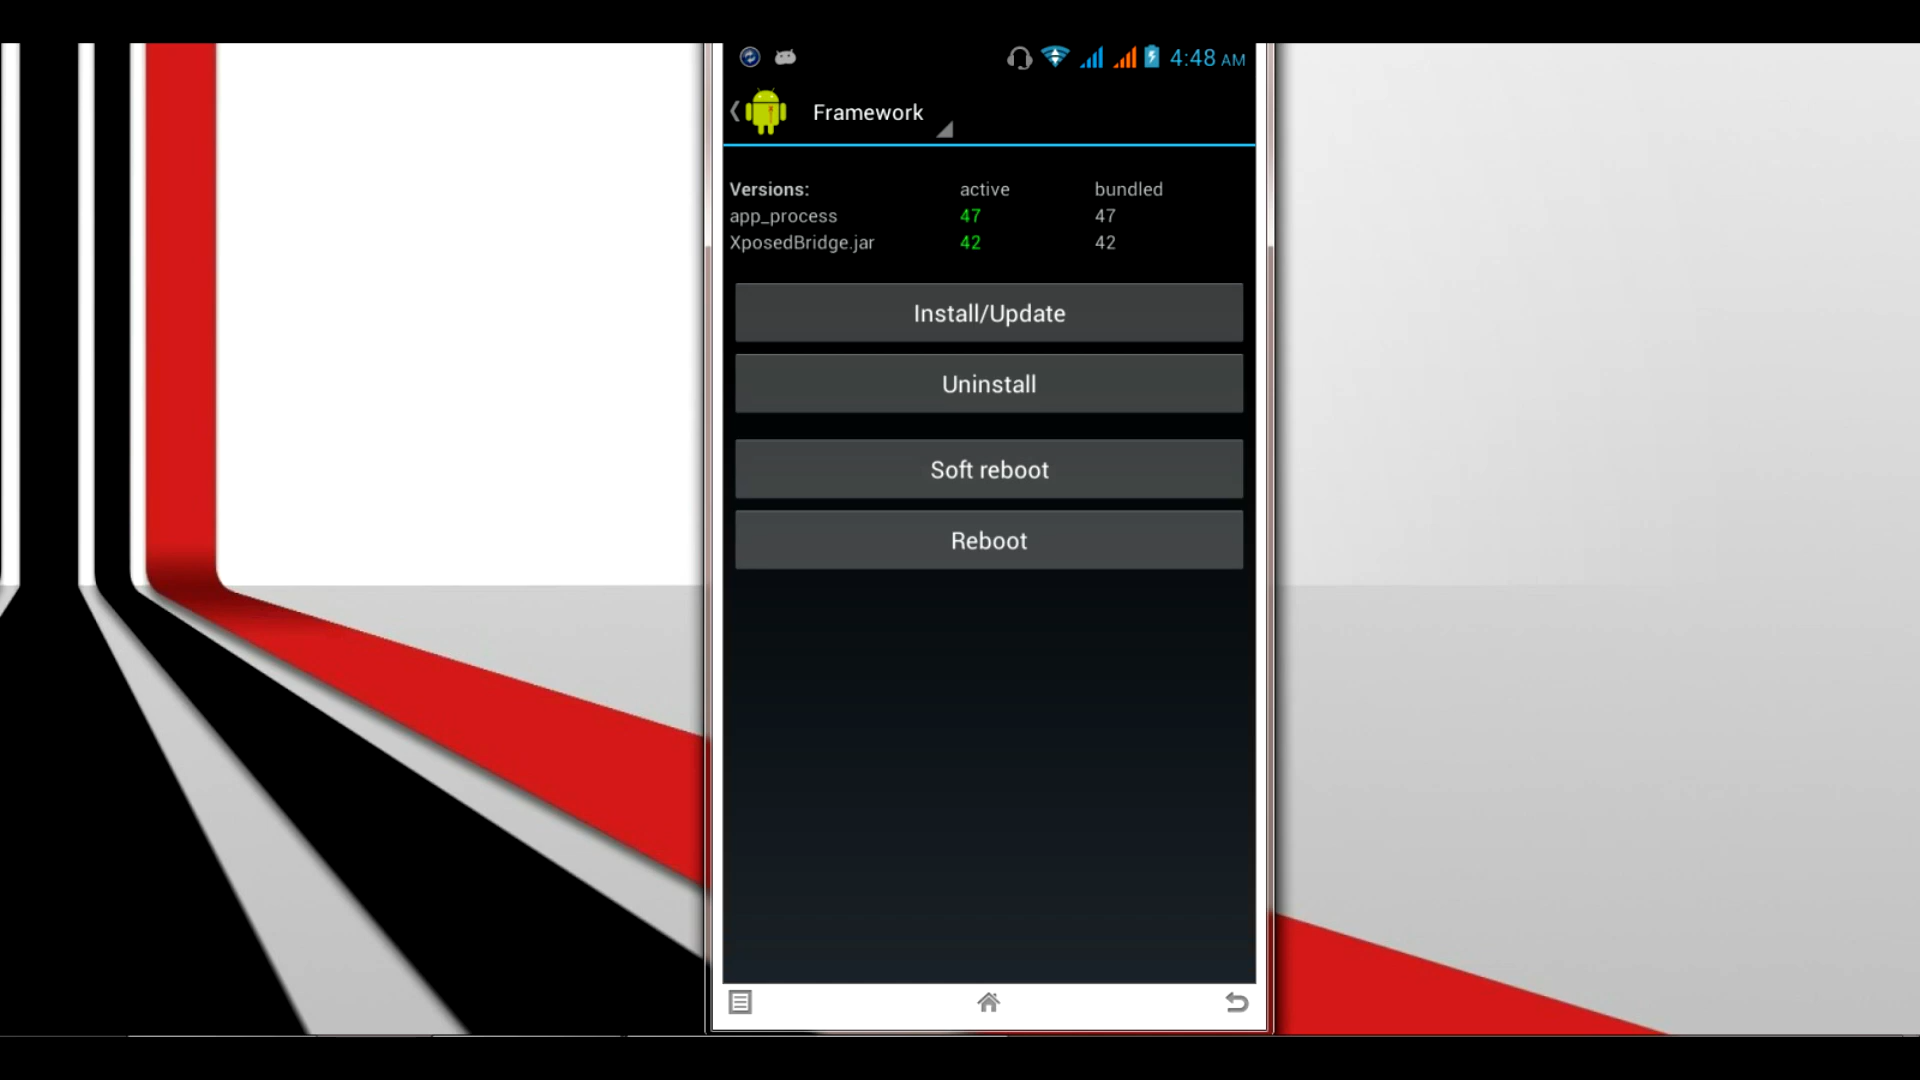 4:48 AM
Framework
Versions: active bundled
app_process 47 47
XposedBridge.jar 42 42
Install/Update
Uninstall
Soft reboot
Reboot